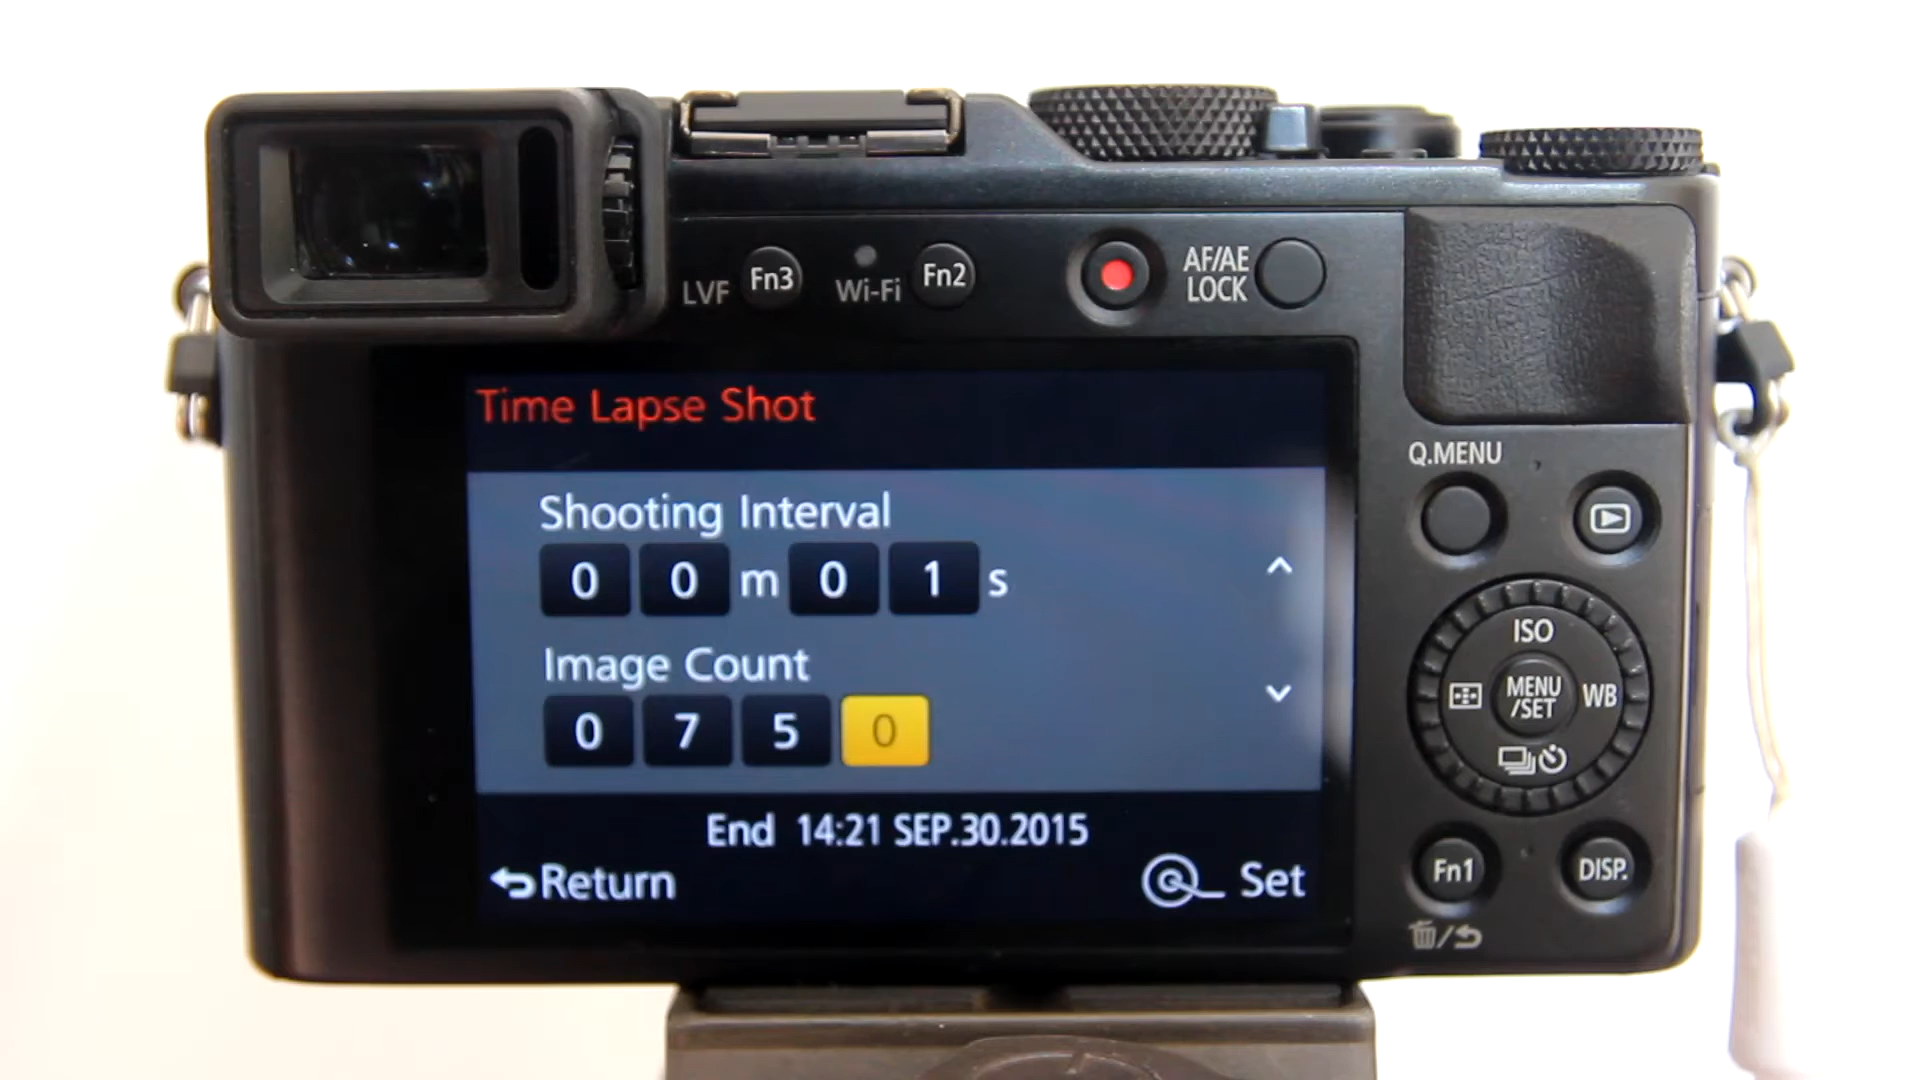 LVF Fn3 Wi-Fi Fn2 AF/AE LOCK
Time Lapse Shot
Shooting Interval
0 0 m 0 1 s
Image Count
0 7 5 0
End 14:21 SEP.30.2015
Return Set
Q.MENU
ISO
MENU /SET WB
Fn1 DISP.